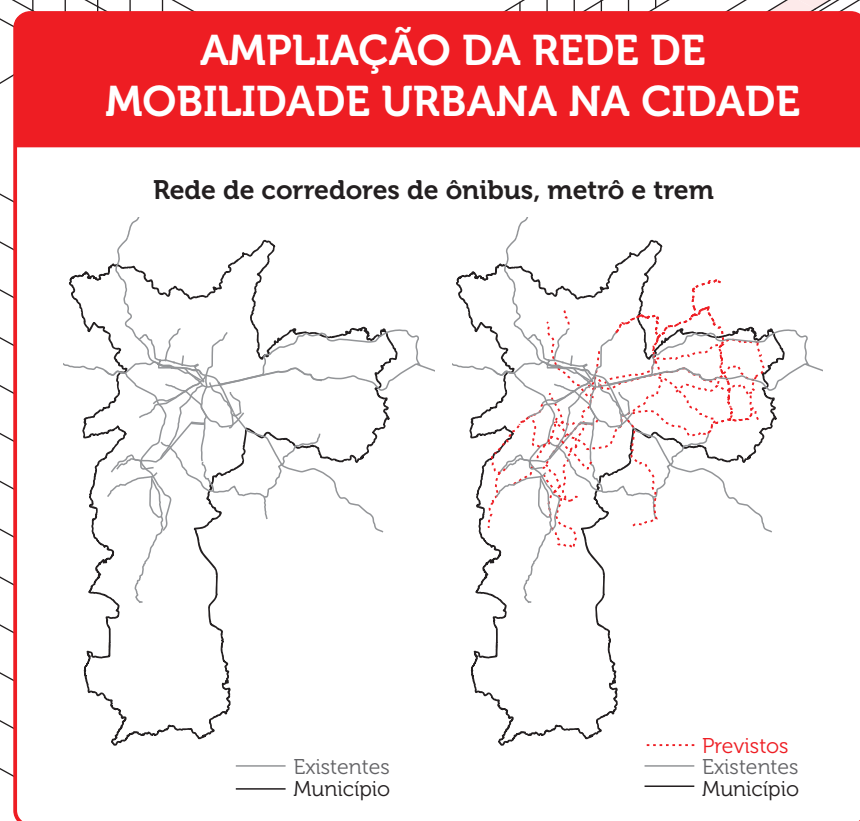 AMPLIAÇÃO DA REDE DE
MOBILIDADE URBANA NA CIDADE
Rede de corredores de ônibus, metrô e trem
Existentes
Município
Previstos
Existentes
Município